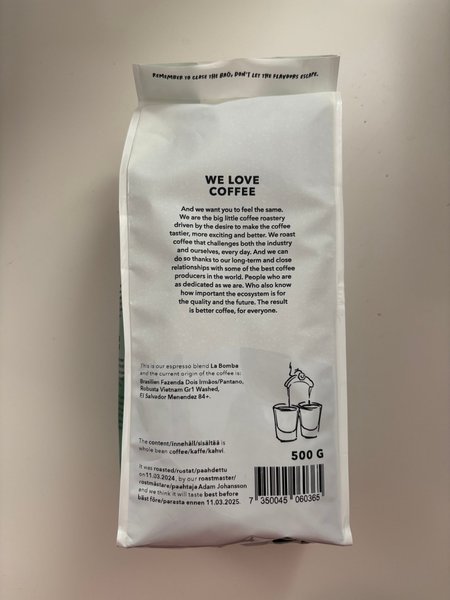 REMEMBER TO CLOSE THE BAG, DON'T LET THE FLAVOURS ESCAPE.
WE LOVE
COFFEE
And we want you to feel the same.
We are the big little coffee roastery
driven by the desire to make the coffee
tastier, more exciting and better. We roast
coffee that challenges both the industry
and ourselves, every day. And we can
do so thanks to our long-term and close
relationships with some of the best coffee
producers in the world. People who are
as dedicated as we are. Who also know
how important the ecosystem is for
the quality and the future. The result
is better coffee, for everyone.
This is our espresso blend La Bomba
and the current origin of the coffee is:
Brasilien Fazenda Dois Irmãos/Pantano,
Robusta Vietnam Gr1 Washed,
El Salvador Menendez 84+.
The content/innehåll/sisältää is
whole bean coffee/kaffe/kahvi.
500 G
It was roasted/rostat/paahdettu
on 11.03.2024, by our roastmaster/
rostmästare/paahtaja Adam Johansson
and we think it will taste best before
bäst före/parasta ennen 11.03.2025.
7 350045 060365